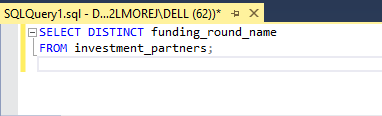 SQLQuery1.sql - D...2LMOREJ\DELL (62))*
SELECT DISTINCT funding_round_name
FROM investment_partners;